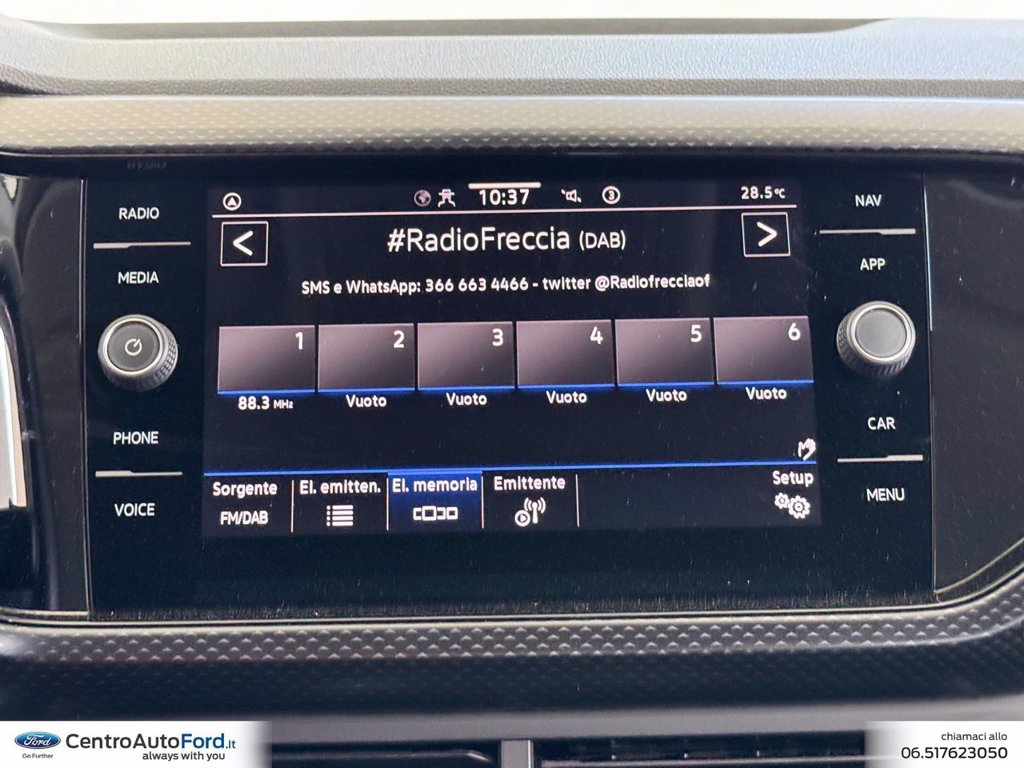 RADIO
MEDIA
PHONE
VOICE
10:37
3
28.5°C
<
#RadioFreccia (DAB)
>
SMS e WhatsApp: 366 663 4466 - twitter @Radiofrecciaof
1
2
3
4
5
6
88.3 MHz
Vuoto
Vuoto
Vuoto
Vuoto
Vuoto
Sorgente
FM/DAB
El. emitten.
El. memoria
Emittente
Setup
NAV
APP
CAR
MENU
Ford
Go Further
CentroAutoFord.it
always with you
chiamaci allo
06.517623050